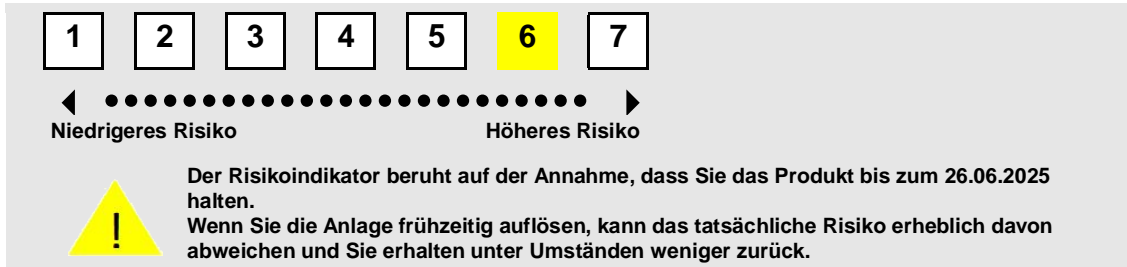 1 2 3 4 5 6 7
Niedrigeres Risiko Höheres Risiko
Der Risikoindikator beruht auf der Annahme, dass Sie das Produkt bis zum 26.06.2025
halten.
Wenn Sie die Anlage frühzeitig auflösen, kann das tatsächliche Risiko erheblich davon
abweichen und Sie erhalten unter Umständen weniger zurück.
!